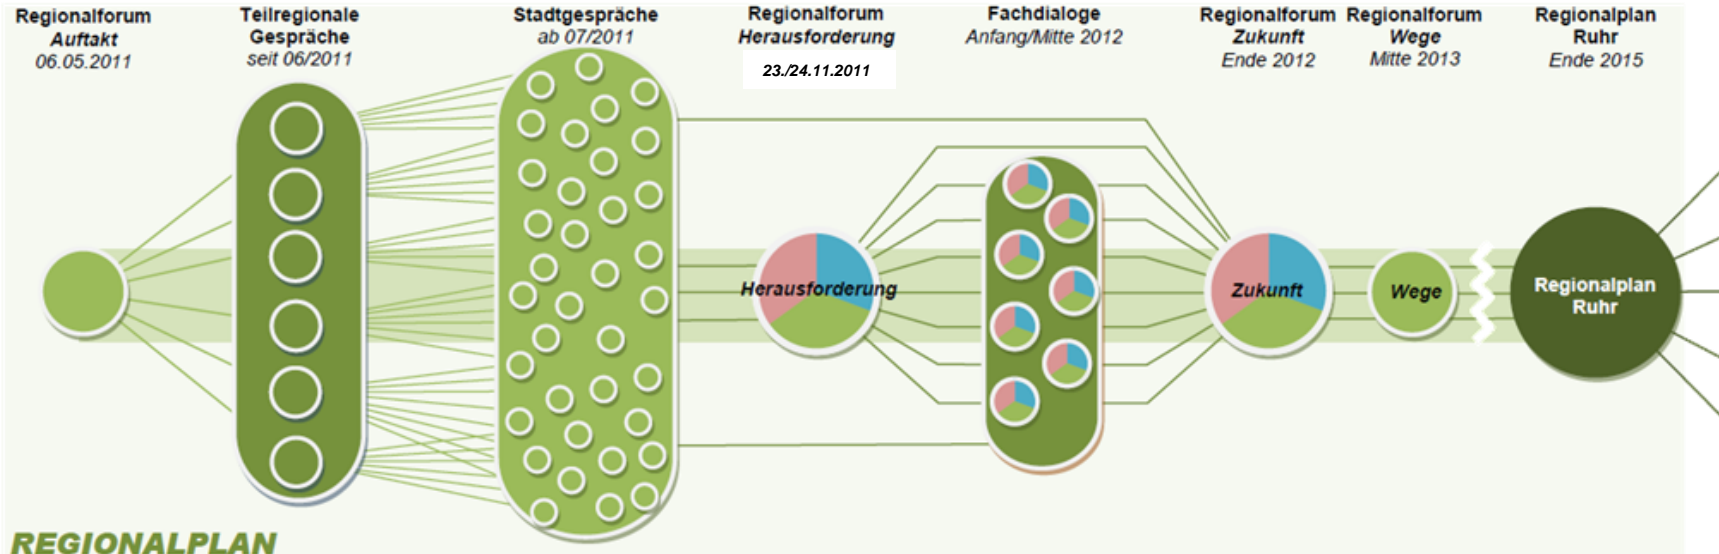 Regionalforum
Auftakt
06.05.2011
Teilregionale
Gespräche
seit 06/2011
Stadtgespräche
ab 07/2011
Regionalforum
Herausforderung
23./24.11.2011
Fachdialoge
Anfang/Mitte 2012
Regionalforum
Zukunft
Ende 2012
Regionalforum
Wege
Mitte 2013
Regionalplan
Ruhr
Ende 2015
Herausforderung
Zukunft
Wege
Regionalplan
Ruhr
REGIONALPLAN